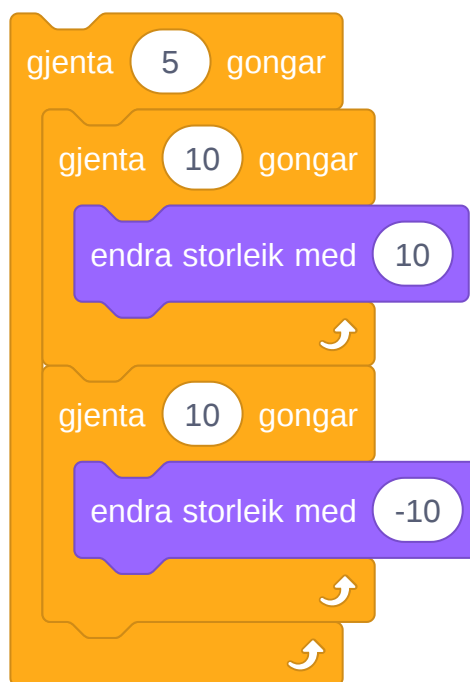 gjenta 5 gongar
gjenta 10 gongar
endra storleik med 10
gjenta 10 gongar
endra storleik med -10